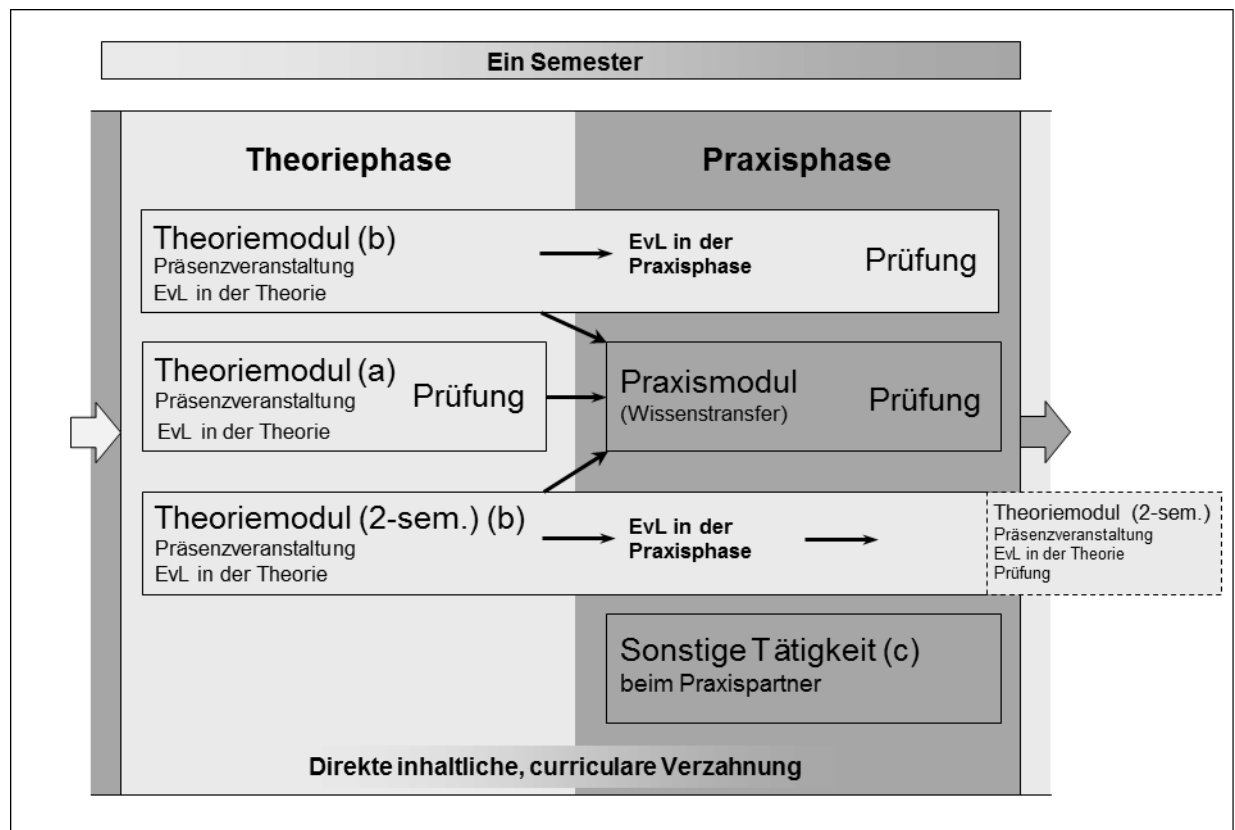 Ein Semester
Theoriephase
Praxisphase
Theoriemodul (b)
Präsenzveranstaltung
EvL in der Theorie
EvL in der
Praxisphase
Prüfung
Theoriemodul (a)
Präsenzveranstaltung
EvL in der Theorie
Prüfung
Praxismodul
(Wissenstransfer)
Prüfung
Theoriemodul (2-sem.) (b)
Präsenzveranstaltung
EvL in der Theorie
EvL in der
Praxisphase
Theoriemodul (2-sem.)
Präsenzveranstaltung
EvL in der Theorie
Prüfung
Sonstige Tätigkeit (c)
beim Praxispartner
Direkte inhaltliche, curriculare Verzahnung